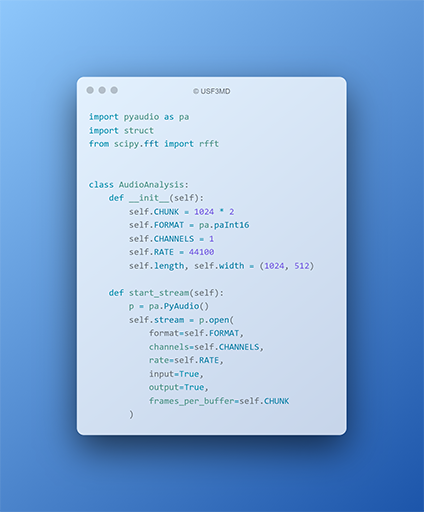 © USF3MD
import pyaudio as pa
import struct
from scipy.fft import rfft
class AudioAnalysis:
    def __init__(self):
        self.CHUNK = 1024 * 2
        self.FORMAT = pa.paInt16
        self.CHANNELS = 1
        self.RATE = 44100
        self.length, self.width = (1024, 512)
    def start_stream(self):
        p = pa.PyAudio()
        self.stream = p.open(
            format=self.FORMAT,
            channels=self.CHANNELS,
            rate=self.RATE,
            input=True,
            output=True,
            frames_per_buffer=self.CHUNK
        )